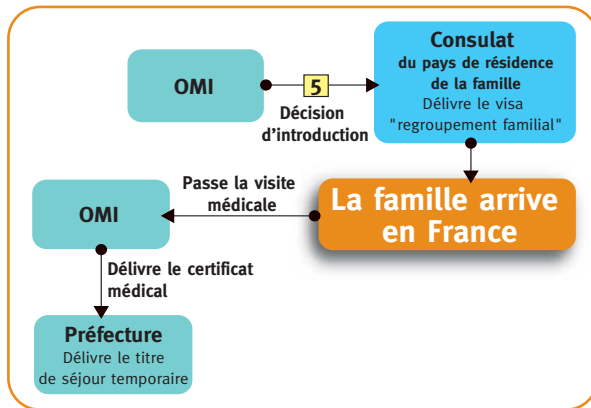 OMI
5
Décision
d'introduction
Consulat
du pays de résidence
de la famille
Délivre le visa
"regroupement familial"
La famille arrive
en France
Passe la visite
médicale
OMI
Délivre le certificat
médical
Préfecture
Délivre le titre
de séjour temporaire